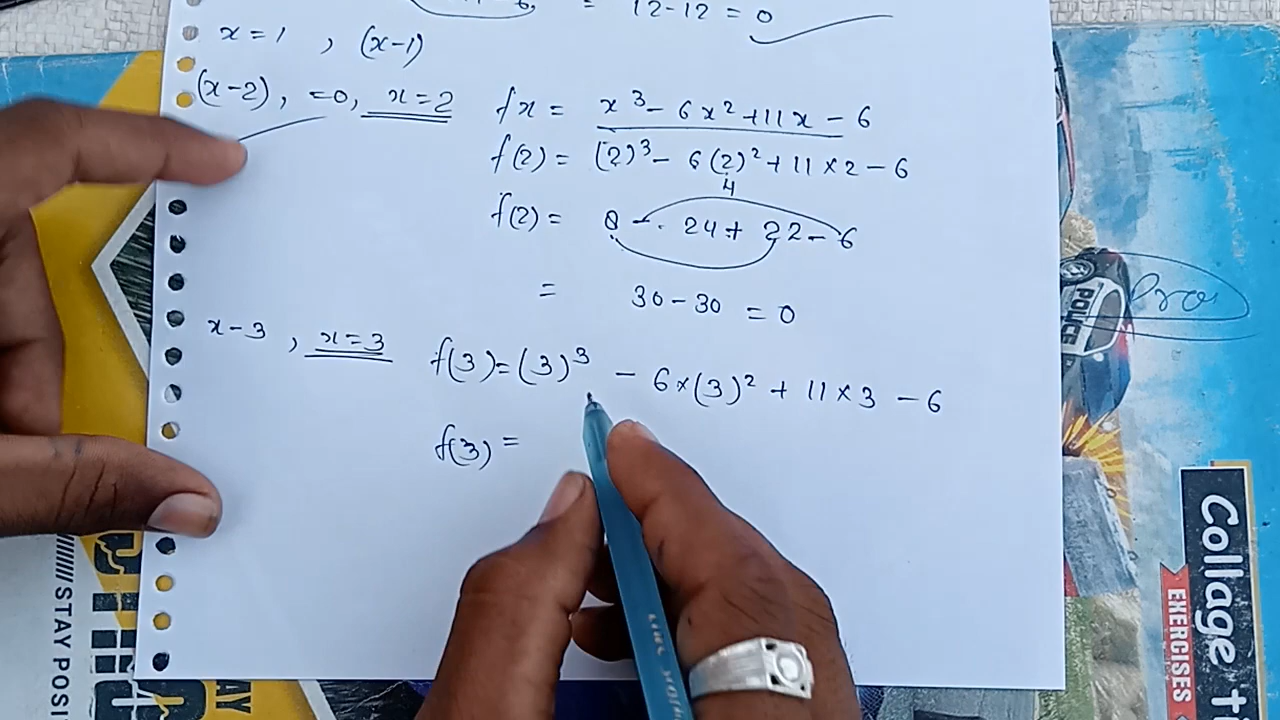 = 12-12 = 0
x = 1 , (x-1)
(x-2), =0, x=2 fx = x³ - 6x² + 11x - 6
f(2) = (2)³ - 6(2)² + 11 × 2 - 6
4
f(2) = 8 - 24 + 22 - 6
= 30 - 30 = 0
x-3 , x=3 f(3) = (3)³ - 6×(3)² + 11 × 3 - 6
f(3) =
POLICE
Collage
EXERCISES
STAY POSI